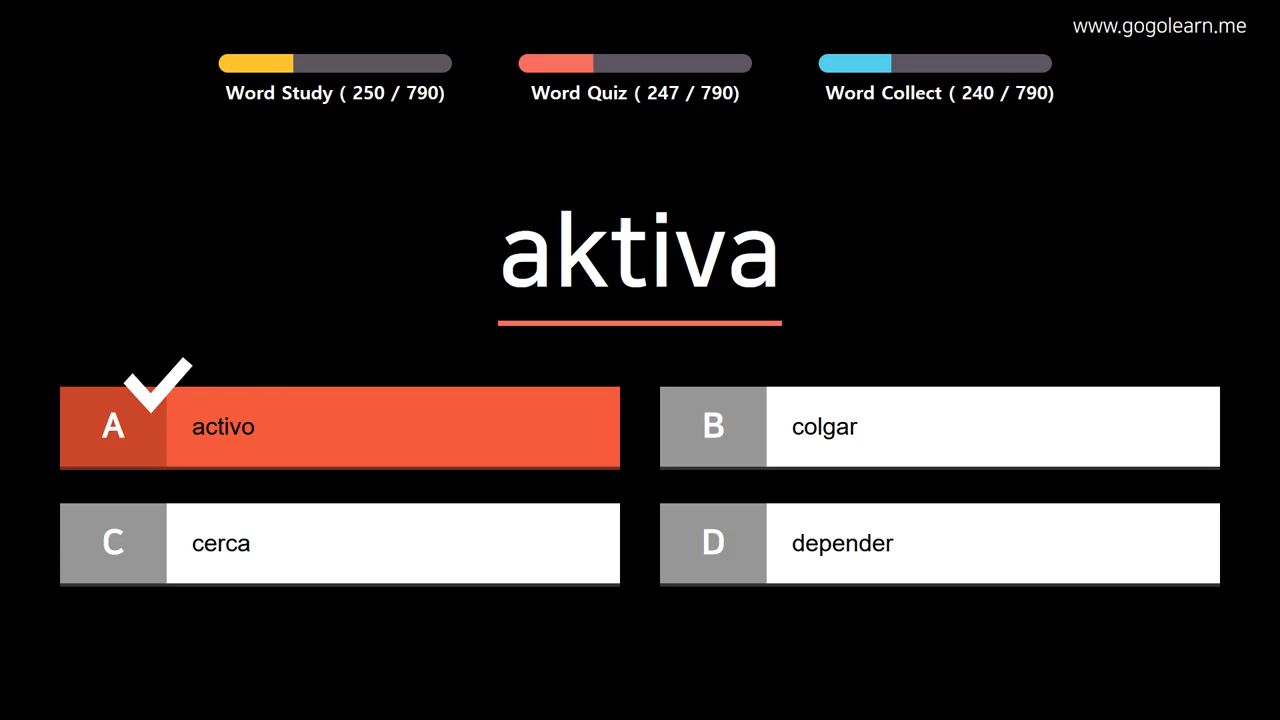 www.gogolearn.me
Word Study ( 250 / 790)
Word Quiz ( 247 / 790)
Word Collect ( 240 / 790)
aktiva
A activo
B colgar
C cerca
D depender